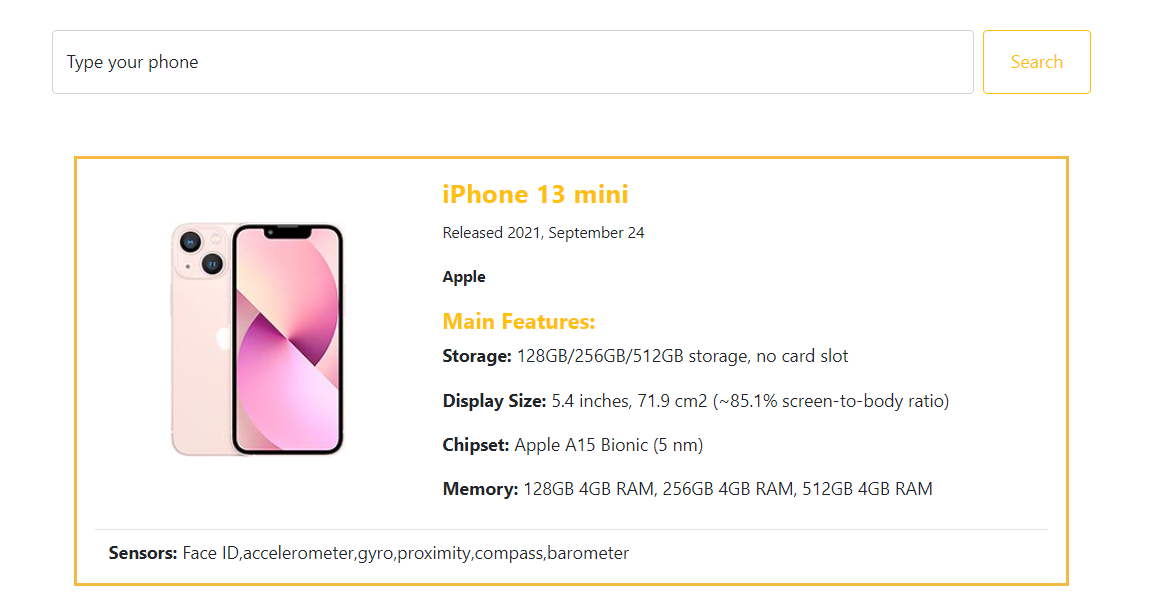 Type your phone
Search
iPhone 13 mini
Released 2021, September 24
Apple
Main Features:
Storage: 128GB/256GB/512GB storage, no card slot
Display Size: 5.4 inches, 71.9 cm2 (~85.1% screen-to-body ratio)
Chipset: Apple A15 Bionic (5 nm)
Memory: 128GB 4GB RAM, 256GB 4GB RAM, 512GB 4GB RAM
Sensors: Face ID,accelerometer,gyro,proximity,compass,barometer